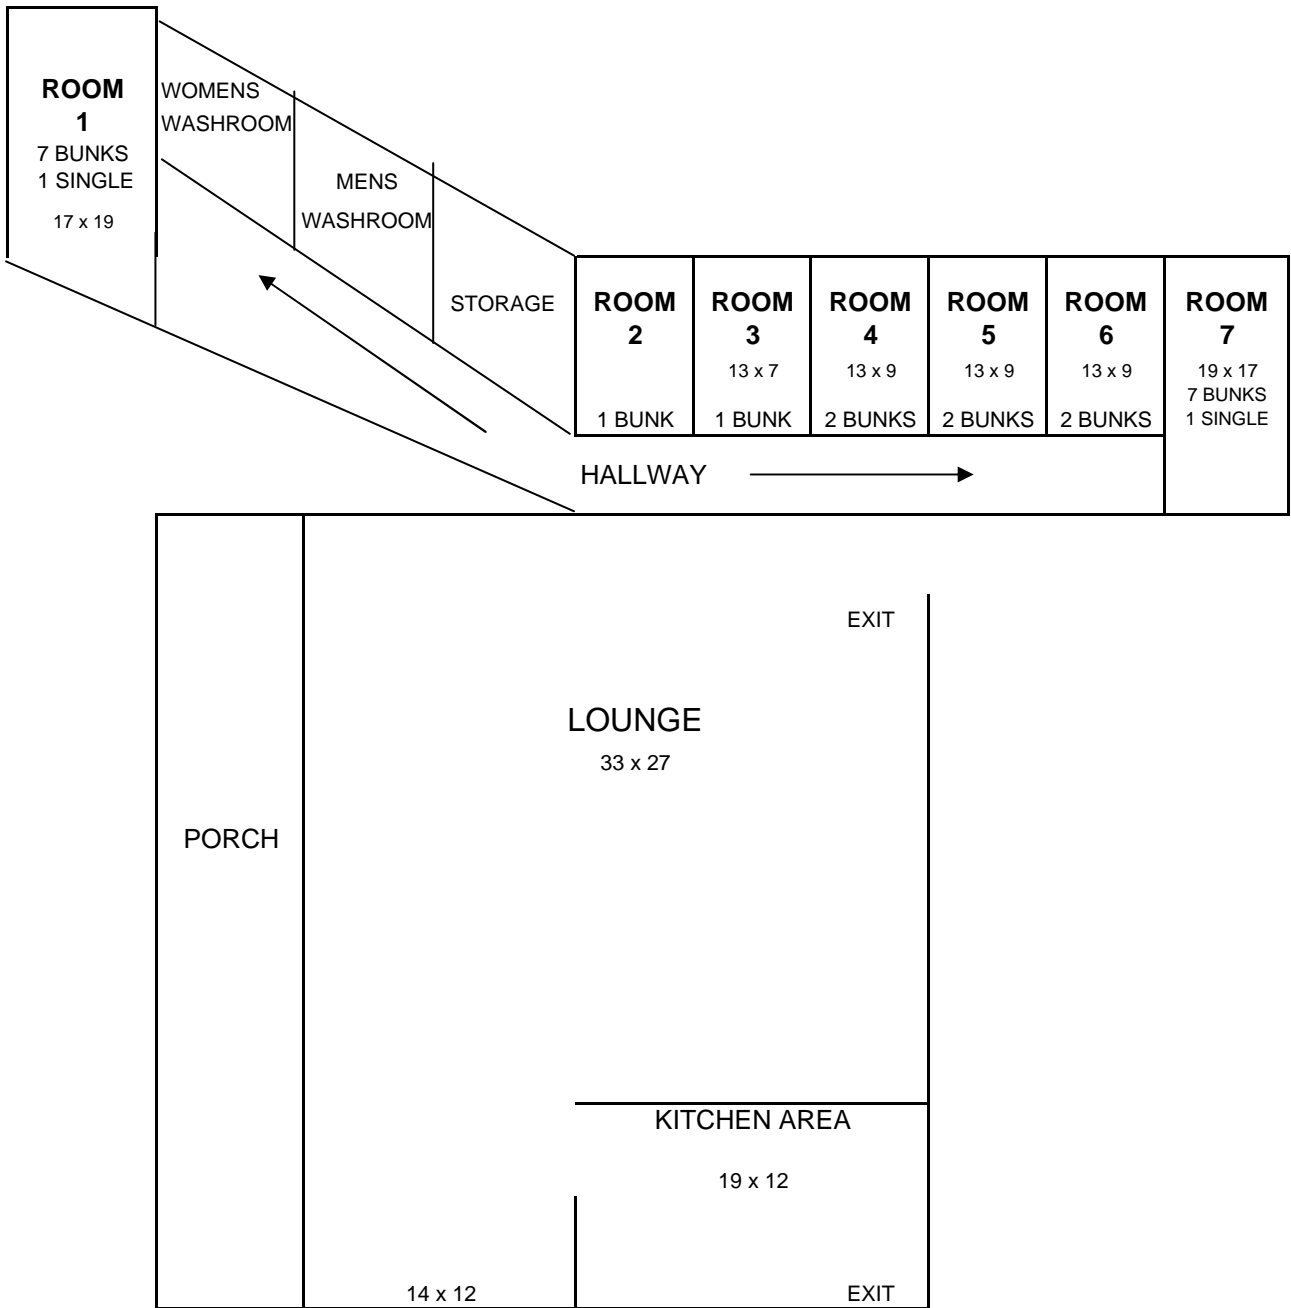 ROOM
1
7 BUNKS
1 SINGLE
17 x 19
WOMENS
WASHROOM
MENS
WASHROOM
STORAGE
ROOM
2
1 BUNK
ROOM
3
13 x 7
1 BUNK
ROOM
4
13 x 9
2 BUNKS
ROOM
5
13 x 9
2 BUNKS
ROOM
6
13 x 9
2 BUNKS
ROOM
7
19 x 17
7 BUNKS
1 SINGLE
HALLWAY
EXIT
LOUNGE
33 x 27
PORCH
KITCHEN AREA
19 x 12
14 x 12
EXIT